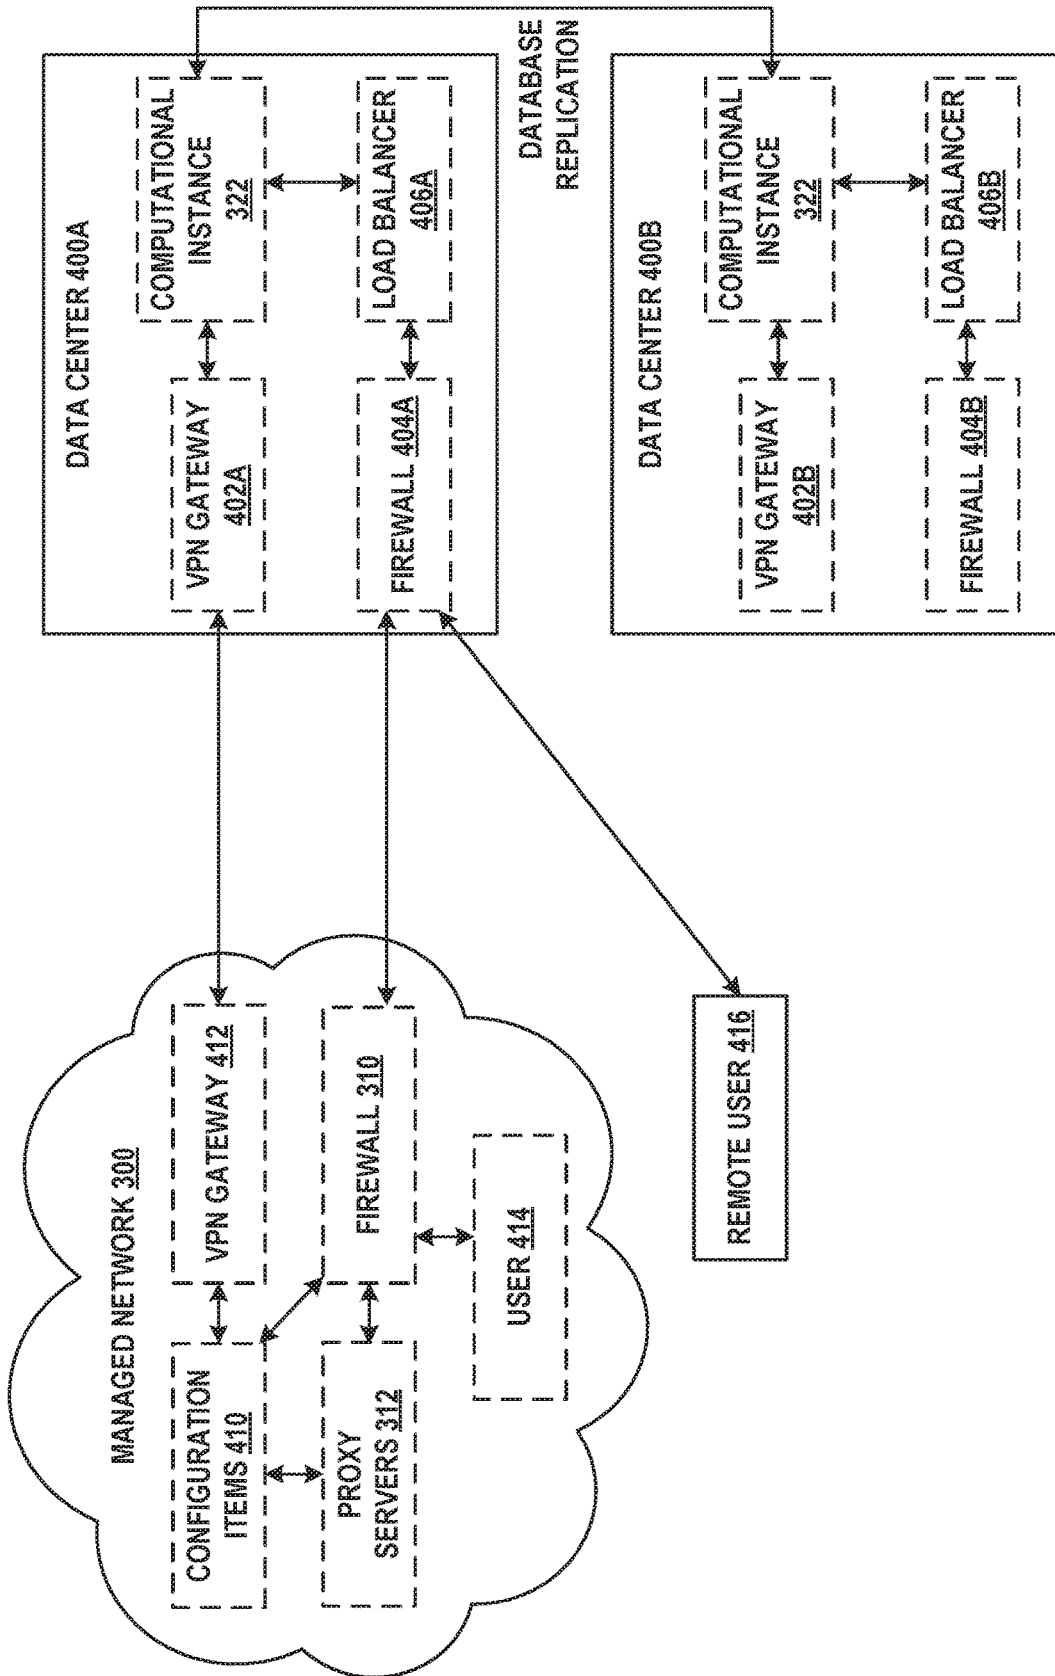 MANAGED NETWORK 300
CONFIGURATION
ITEMS 410
VPN GATEWAY 412
PROXY
SERVERS 312
FIREWALL 310
USER 414
REMOTE USER 416
DATA CENTER 400A
VPN GATEWAY
402A
COMPUTATIONAL
INSTANCE
322
FIREWALL 404A
LOAD BALANCER
406A
DATABASE
REPLICATION
DATA CENTER 400B
VPN GATEWAY
402B
COMPUTATIONAL
INSTANCE
322
FIREWALL 404B
LOAD BALANCER
406B